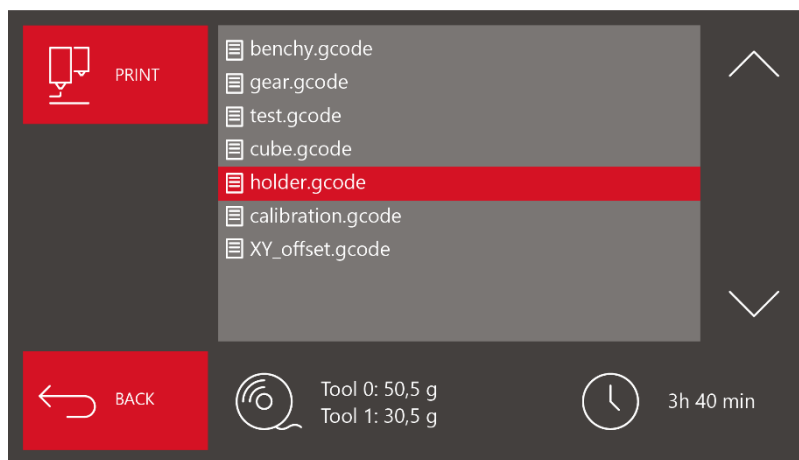 PRINT
benchy.gcode
gear.gcode
test.gcode
cube.gcode
holder.gcode
calibration.gcode
XY_offset.gcode
BACK
Tool 0: 50,5 g
Tool 1: 30,5 g
3h 40 min